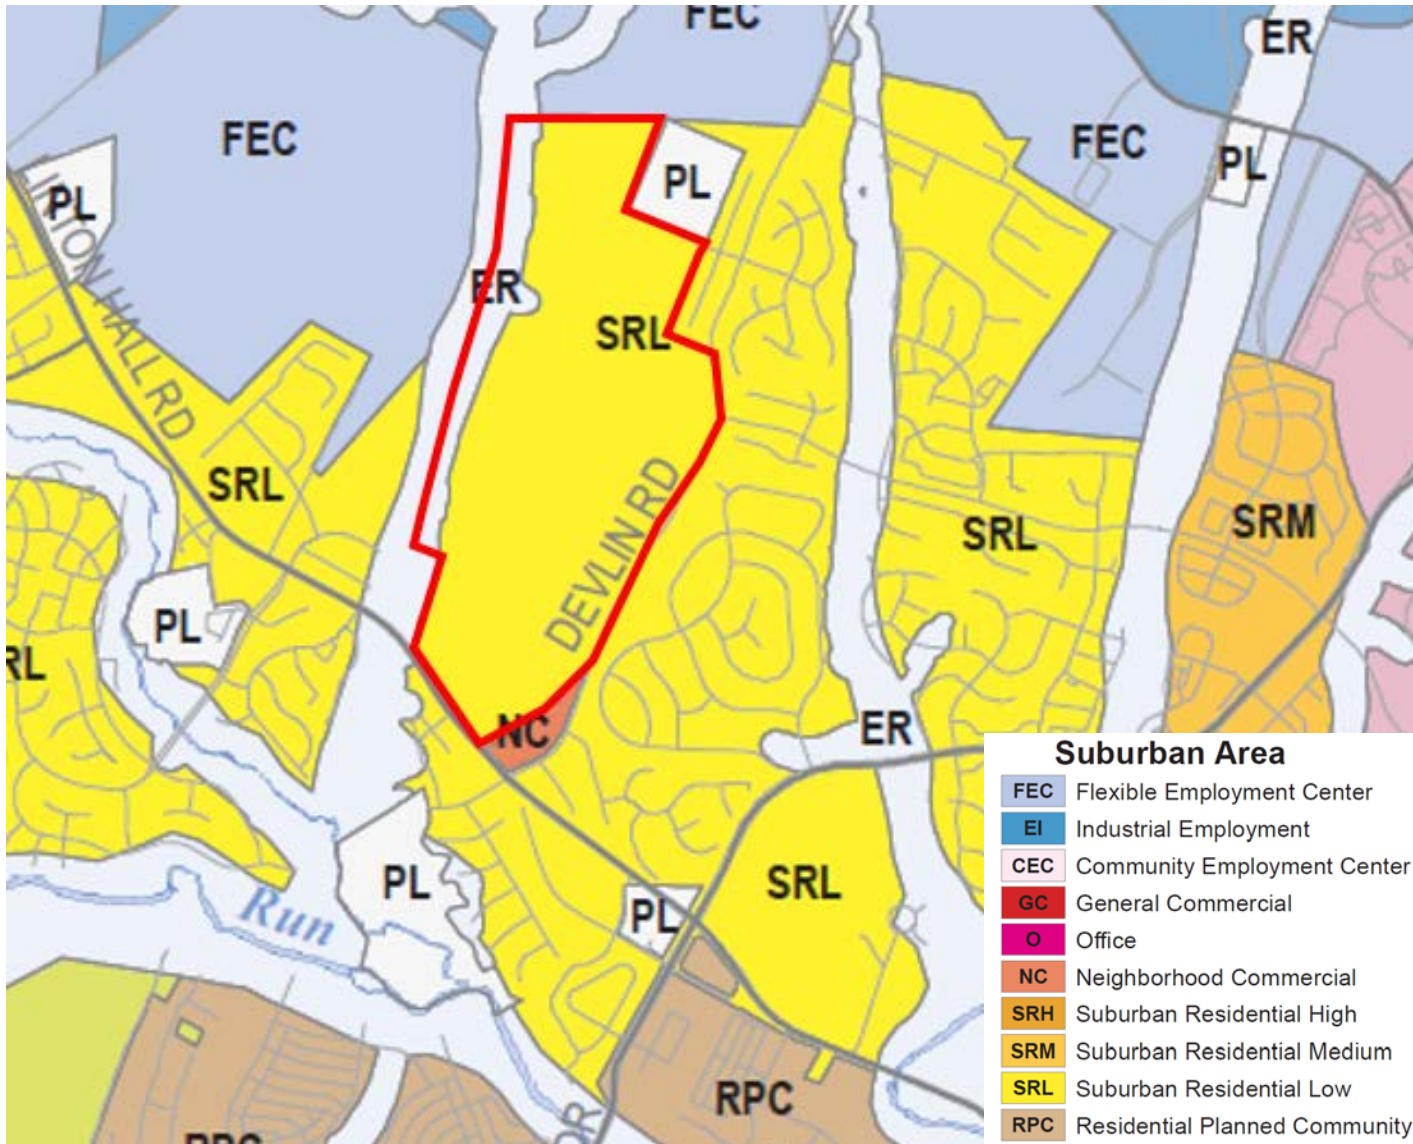 FEC
ER
FEC
FEC
PL
PL
PL
ER
SRL
SRL
DEVLIN RD
SRL
SRM
PL
RL
NC
ER
PL
SRL
PL
Run
RPC
RPC
DR
Suburban Area
FEC Flexible Employment Center
EI Industrial Employment
CEC Community Employment Center
GC General Commercial
O Office
NC Neighborhood Commercial
SRH Suburban Residential High
SRM Suburban Residential Medium
SRL Suburban Residential Low
RPC Residential Planned Community